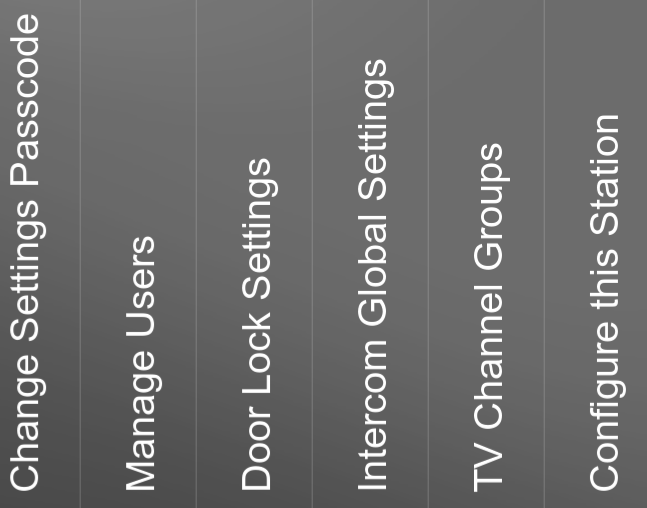 Change Settings Passcode
Manage Users
Door Lock Settings
Intercom Global Settings
TV Channel Groups
Configure this Station